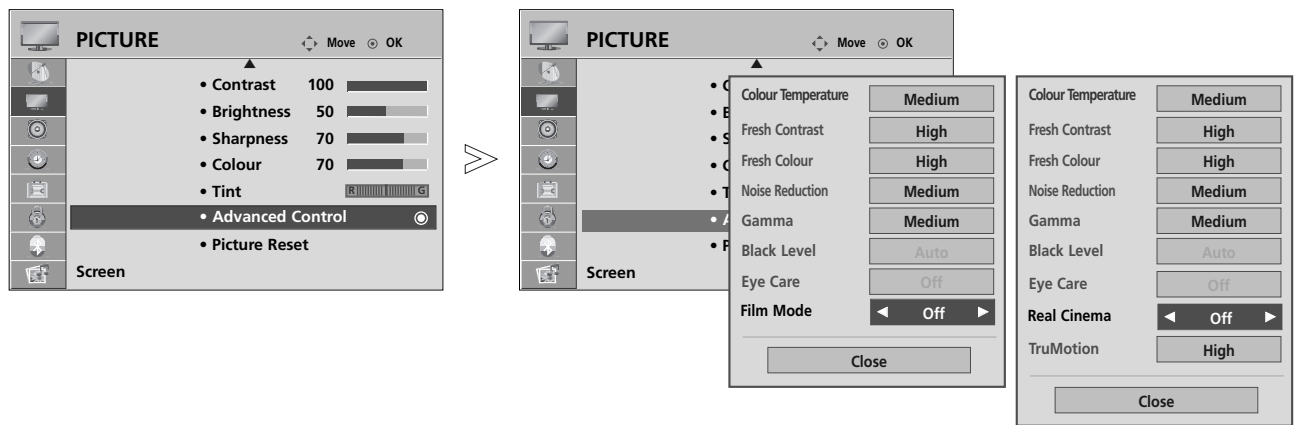 PICTURE
Move OK
• Contrast 100
• Brightness 50
• Sharpness 70
• Colour 70
• Tint R G
• Advanced Control
• Picture Reset
Screen
PICTURE
Move OK
Screen
Colour Temperature Medium
Fresh Contrast High
Fresh Colour High
Noise Reduction Medium
Gamma Medium
Black Level Auto
Eye Care Off
Film Mode ◀ Off ▶
Close
Colour Temperature Medium
Fresh Contrast High
Fresh Colour High
Noise Reduction Medium
Gamma Medium
Black Level Auto
Eye Care Off
Real Cinema ◀ Off ▶
TruMotion High
Close